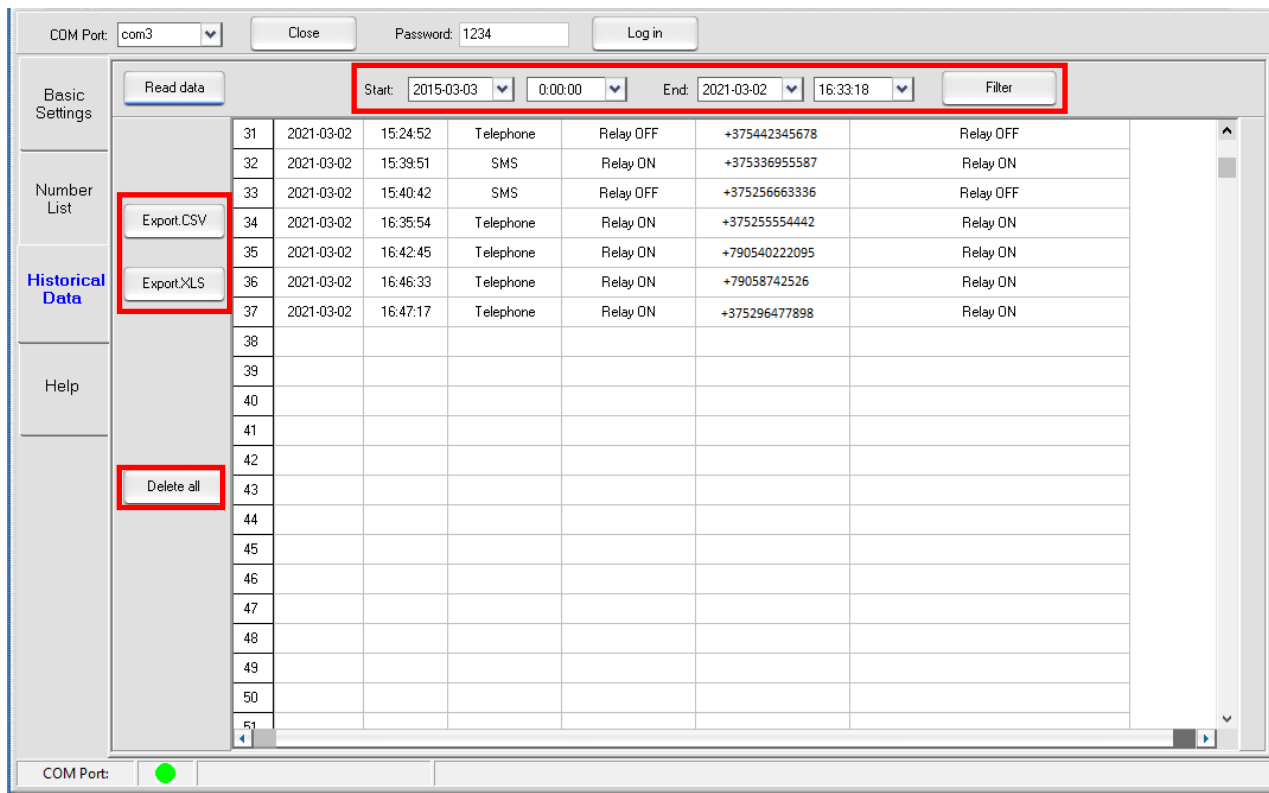 COM Port: com3 Close Password: 1234 Log in
Basic Settings
Number List
Historical Data
Help
Read data Start: 2015-03-03 0:00:00 End: 2021-03-02 16:33:18 Filter
Export.CSV
Export.XLS
Delete all
31 2021-03-02 15:24:52 Telephone Relay OFF +375442345678 Relay OFF
32 2021-03-02 15:39:51 SMS Relay ON +375336955587 Relay ON
33 2021-03-02 15:40:42 SMS Relay OFF +375256663336 Relay OFF
34 2021-03-02 16:35:54 Telephone Relay ON +375255554442 Relay ON
35 2021-03-02 16:42:45 Telephone Relay ON +790540222095 Relay ON
36 2021-03-02 16:46:33 Telephone Relay ON +79058742526 Relay ON
37 2021-03-02 16:47:17 Telephone Relay ON +375296477898 Relay ON
38
39
40
41
42
43
44
45
46
47
48
49
50
51
COM Port: